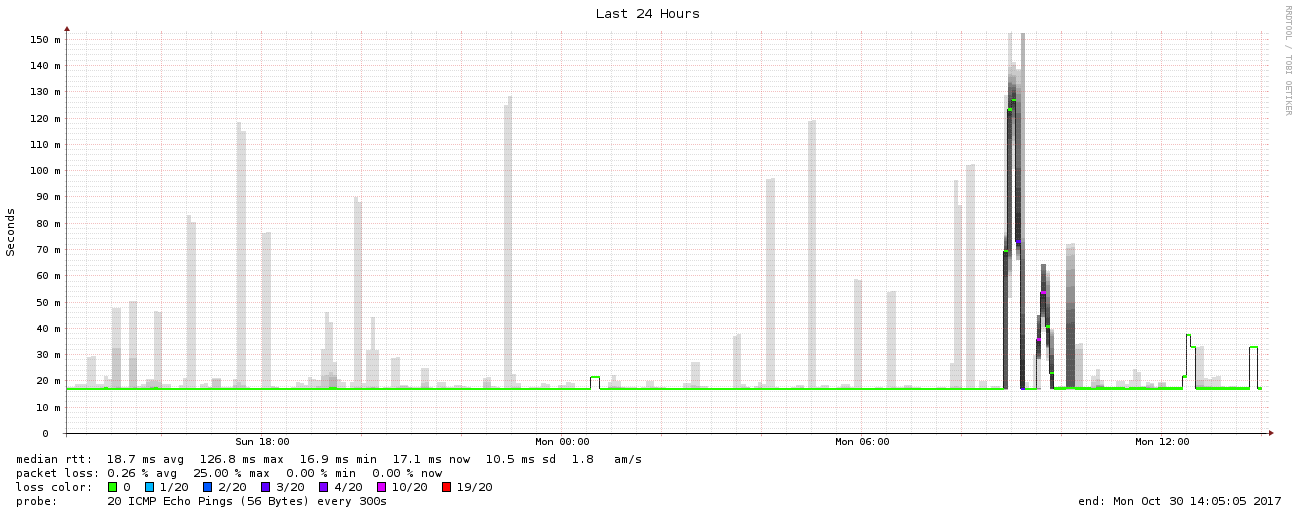 Last 24 Hours
RRDTOOL / TOBI OETIKER
Seconds
150 m
140 m
130 m
120 m
110 m
100 m
90 m
80 m
70 m
60 m
50 m
40 m
30 m
20 m
10 m
0
Sun 18:00 Mon 00:00 Mon 06:00 Mon 12:00
median rtt: 18.7 ms avg 126.8 ms max 16.9 ms min 17.1 ms now 10.5 ms sd 1.8 am/s
packet loss: 0.26 % avg 25.00 % max 0.00 % min 0.00 % now
loss color: 0 1/20 2/20 3/20 4/20 10/20 19/20
probe: 20 ICMP Echo Pings (56 Bytes) every 300s end: Mon Oct 30 14:05:05 2017